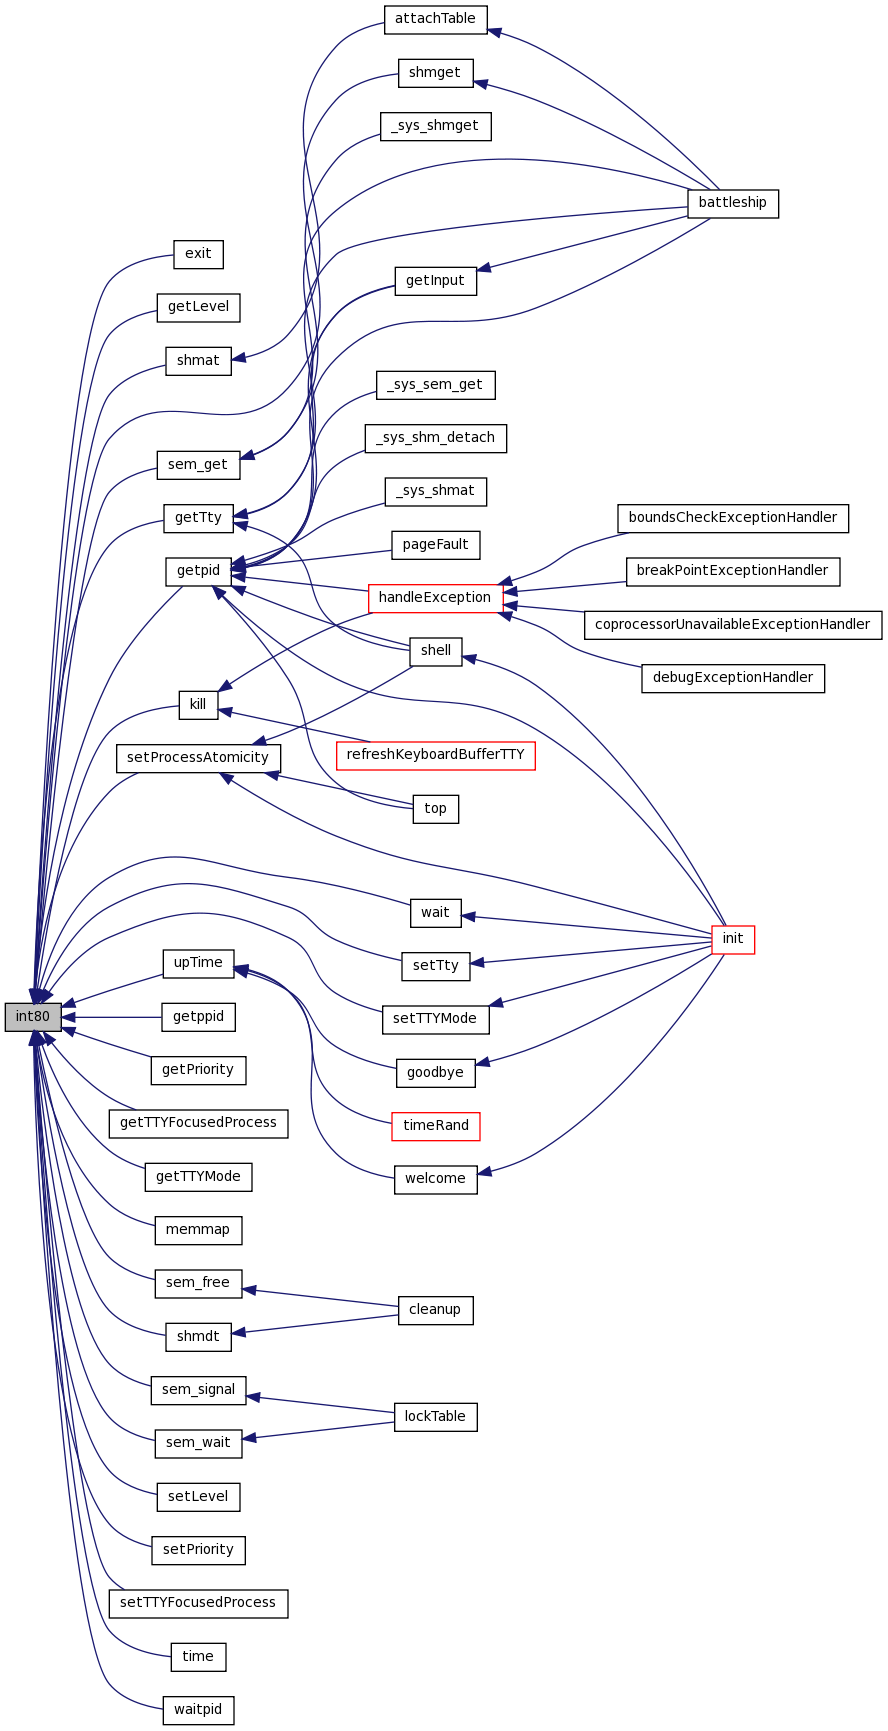 attachTable
shmget
_sys_shmget
battleship
exit
getInput
getLevel
shmat
_sys_sem_get
_sys_shm_detach
sem_get
_sys_shmat
getTty
boundsCheckExceptionHandler
pageFault
getpid
breakPointExceptionHandler
handleException
coprocessorUnavailableExceptionHandler
shell
debugExceptionHandler
kill
setProcessAtomicity
refreshKeyboardBufferTTY
top
wait
init
upTime
setTty
int80
getppid
setTTYMode
getPriority
goodbye
getTTYFocusedProcess
timeRand
getTTYMode
welcome
memmap
sem_free
cleanup
shmdt
sem_signal
lockTable
sem_wait
setLevel
setPriority
setTTYFocusedProcess
time
waitpid